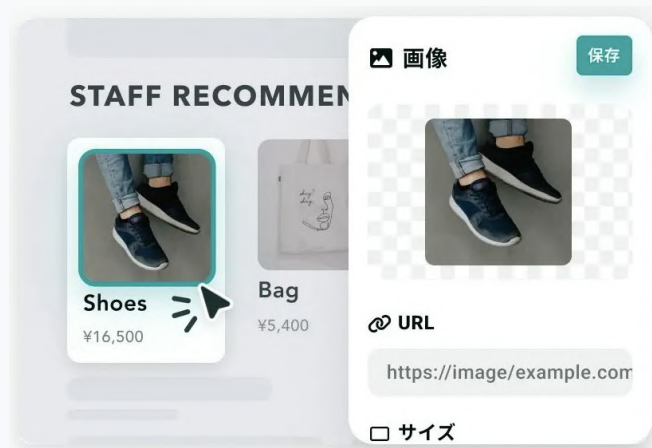 STAFF RECOMMEN
Shoes
¥16,500
Bag
¥5,400
画像
保存
URL
https://image/example.com
サイズ